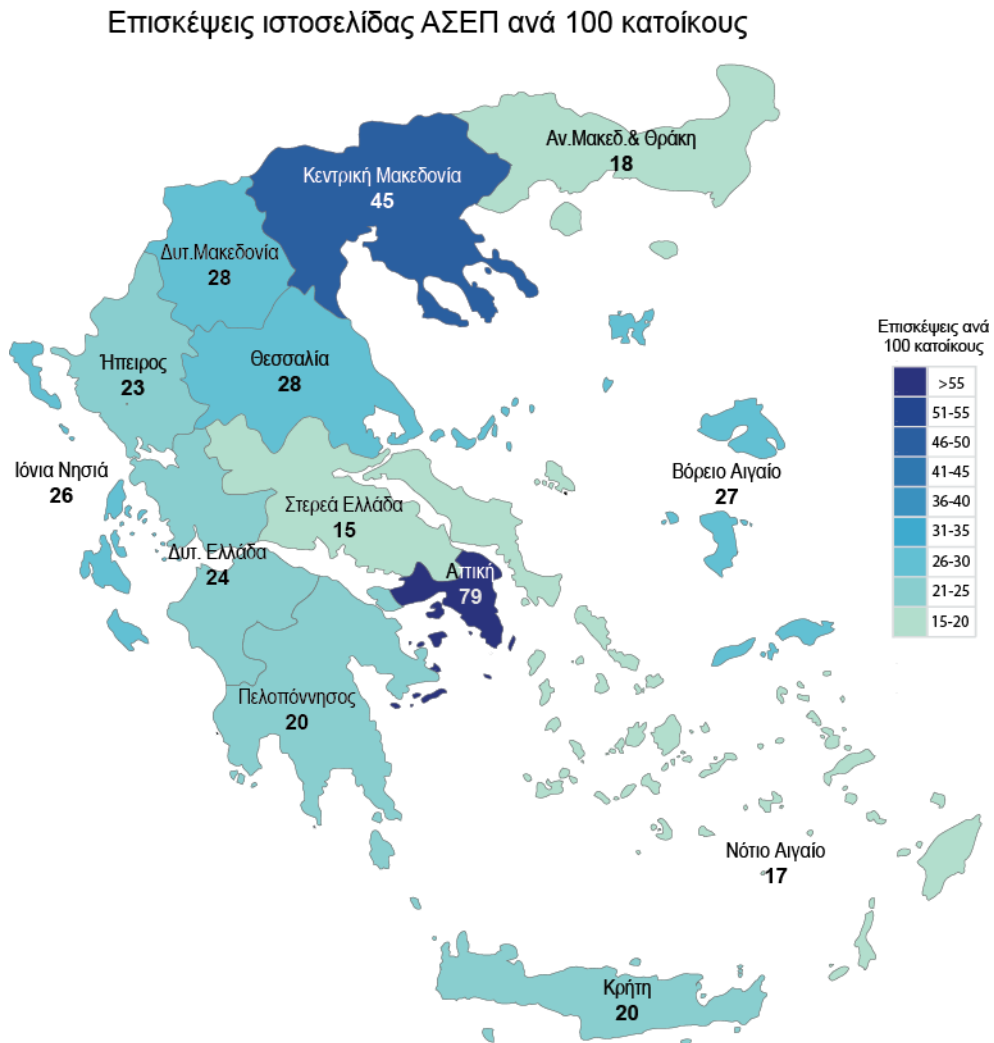 Επισκέψεις ιστοσελίδας ΑΣΕΠ ανά 100 κατοίκους
Αν.Μακεδ.& Θράκη
18
Κεντρική Μακεδονία
45
Δυτ.Μακεδονία
28
Ήπειρος
23
Θεσσαλία
28
Ιόνια Νησιά
26
Στερεά Ελλάδα
15
Βόρειο Αιγαίο
27
Δυτ. Ελλάδα
24
Αττική
79
Πελοπόννησος
20
Νότιο Αιγαίο
17
Κρήτη
20
Επισκέψεις ανά
100 κατοίκους
>55
51-55
46-50
41-45
36-40
31-35
26-30
21-25
15-20